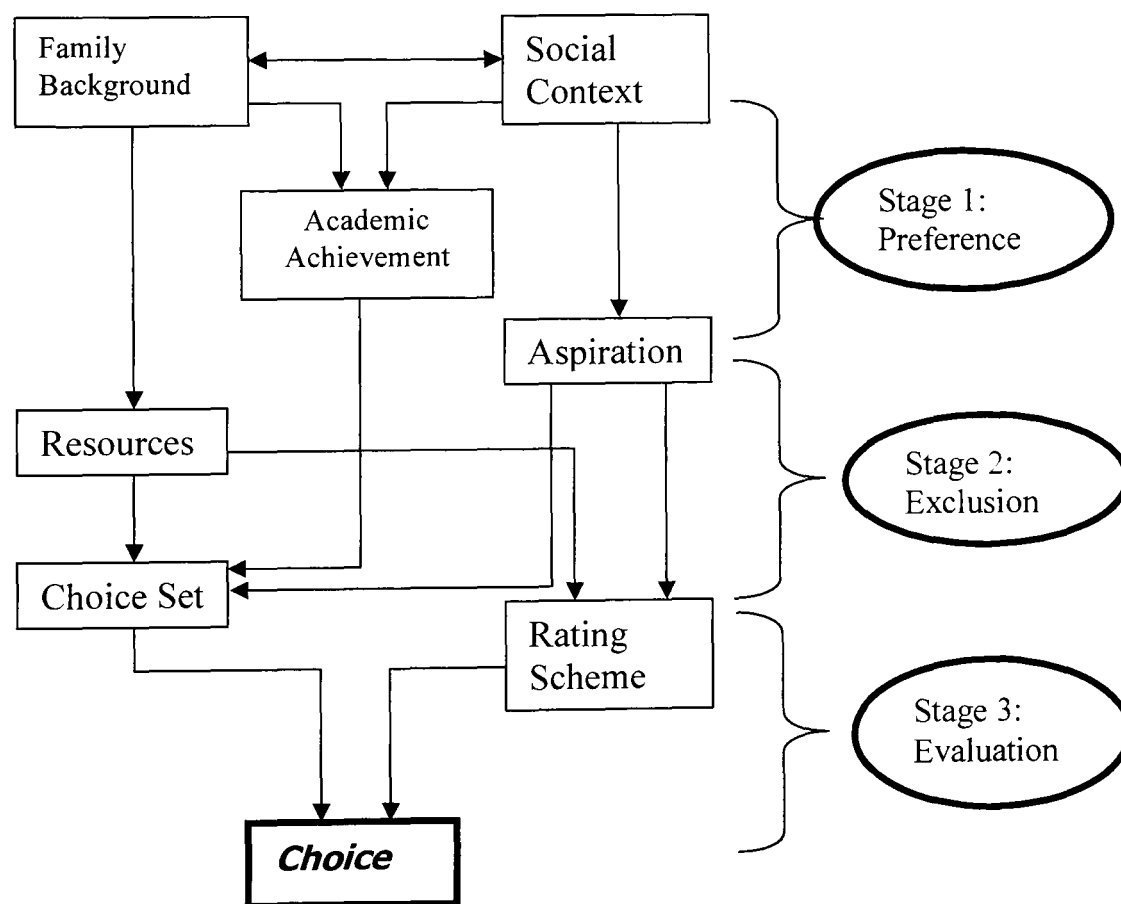 Family
Background
Social
Context
Academic
Achievement
Stage 1:
Preference
Aspiration
Resources
Stage 2:
Exclusion
Choice Set
Rating
Scheme
Stage 3:
Evaluation
Choice